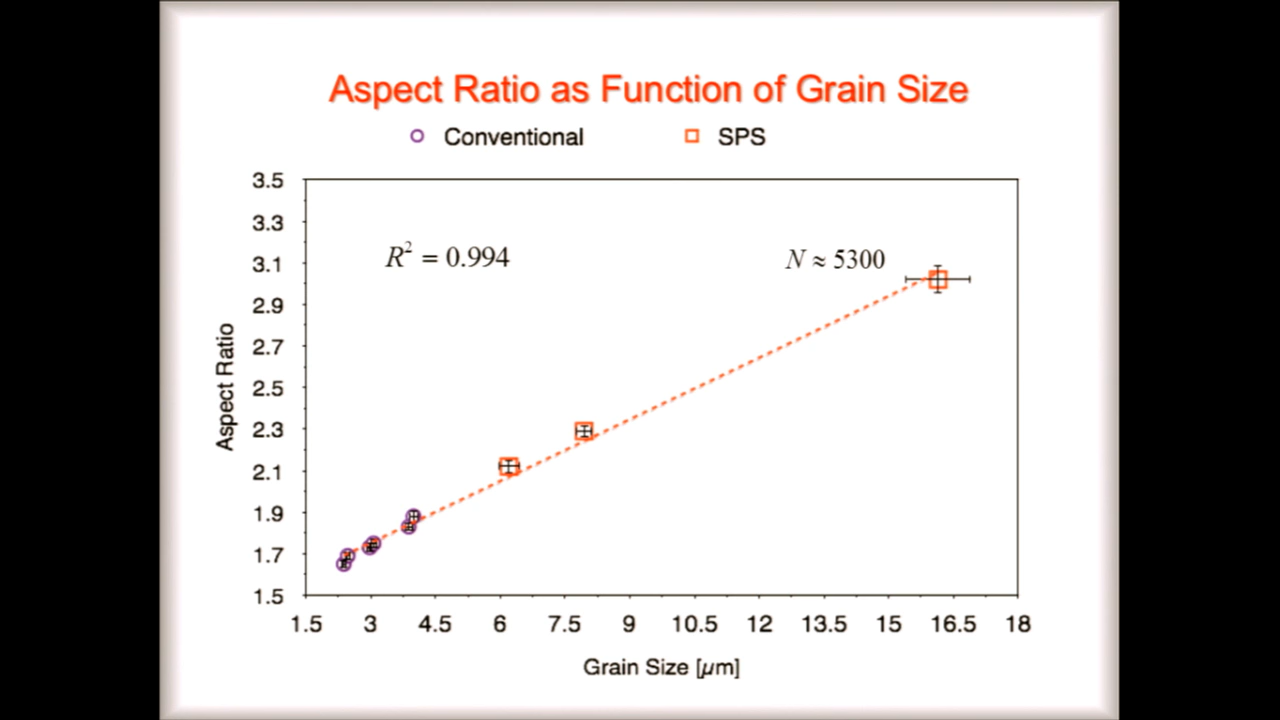 Aspect Ratio as Function of Grain Size
Conventional SPS
3.5
3.3
3.1
2.9
2.7
2.5
2.3
2.1
1.9
1.7
1.5
R² = 0.994
N ≈ 5300
Aspect Ratio
1.5 3 4.5 6 7.5 9 10.5 12 13.5 15 16.5 18
Grain Size [μm]